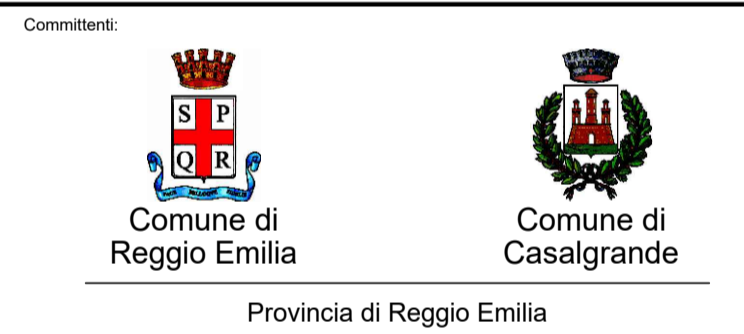 Committenti:
S P
Q R
Comune di
Reggio Emilia
Comune di
Casalgrande
Provincia di Reggio Emilia